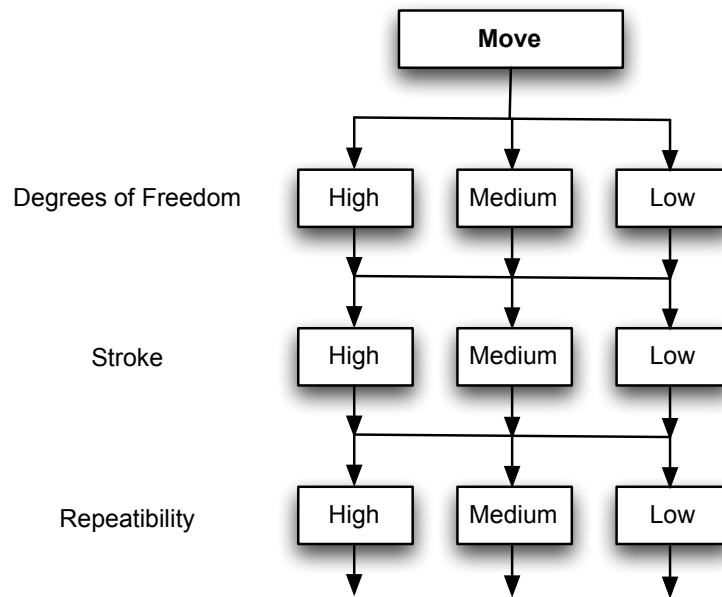 Move
Degrees of Freedom
High
Medium
Low
Stroke
High
Medium
Low
Repeatibility
High
Medium
Low